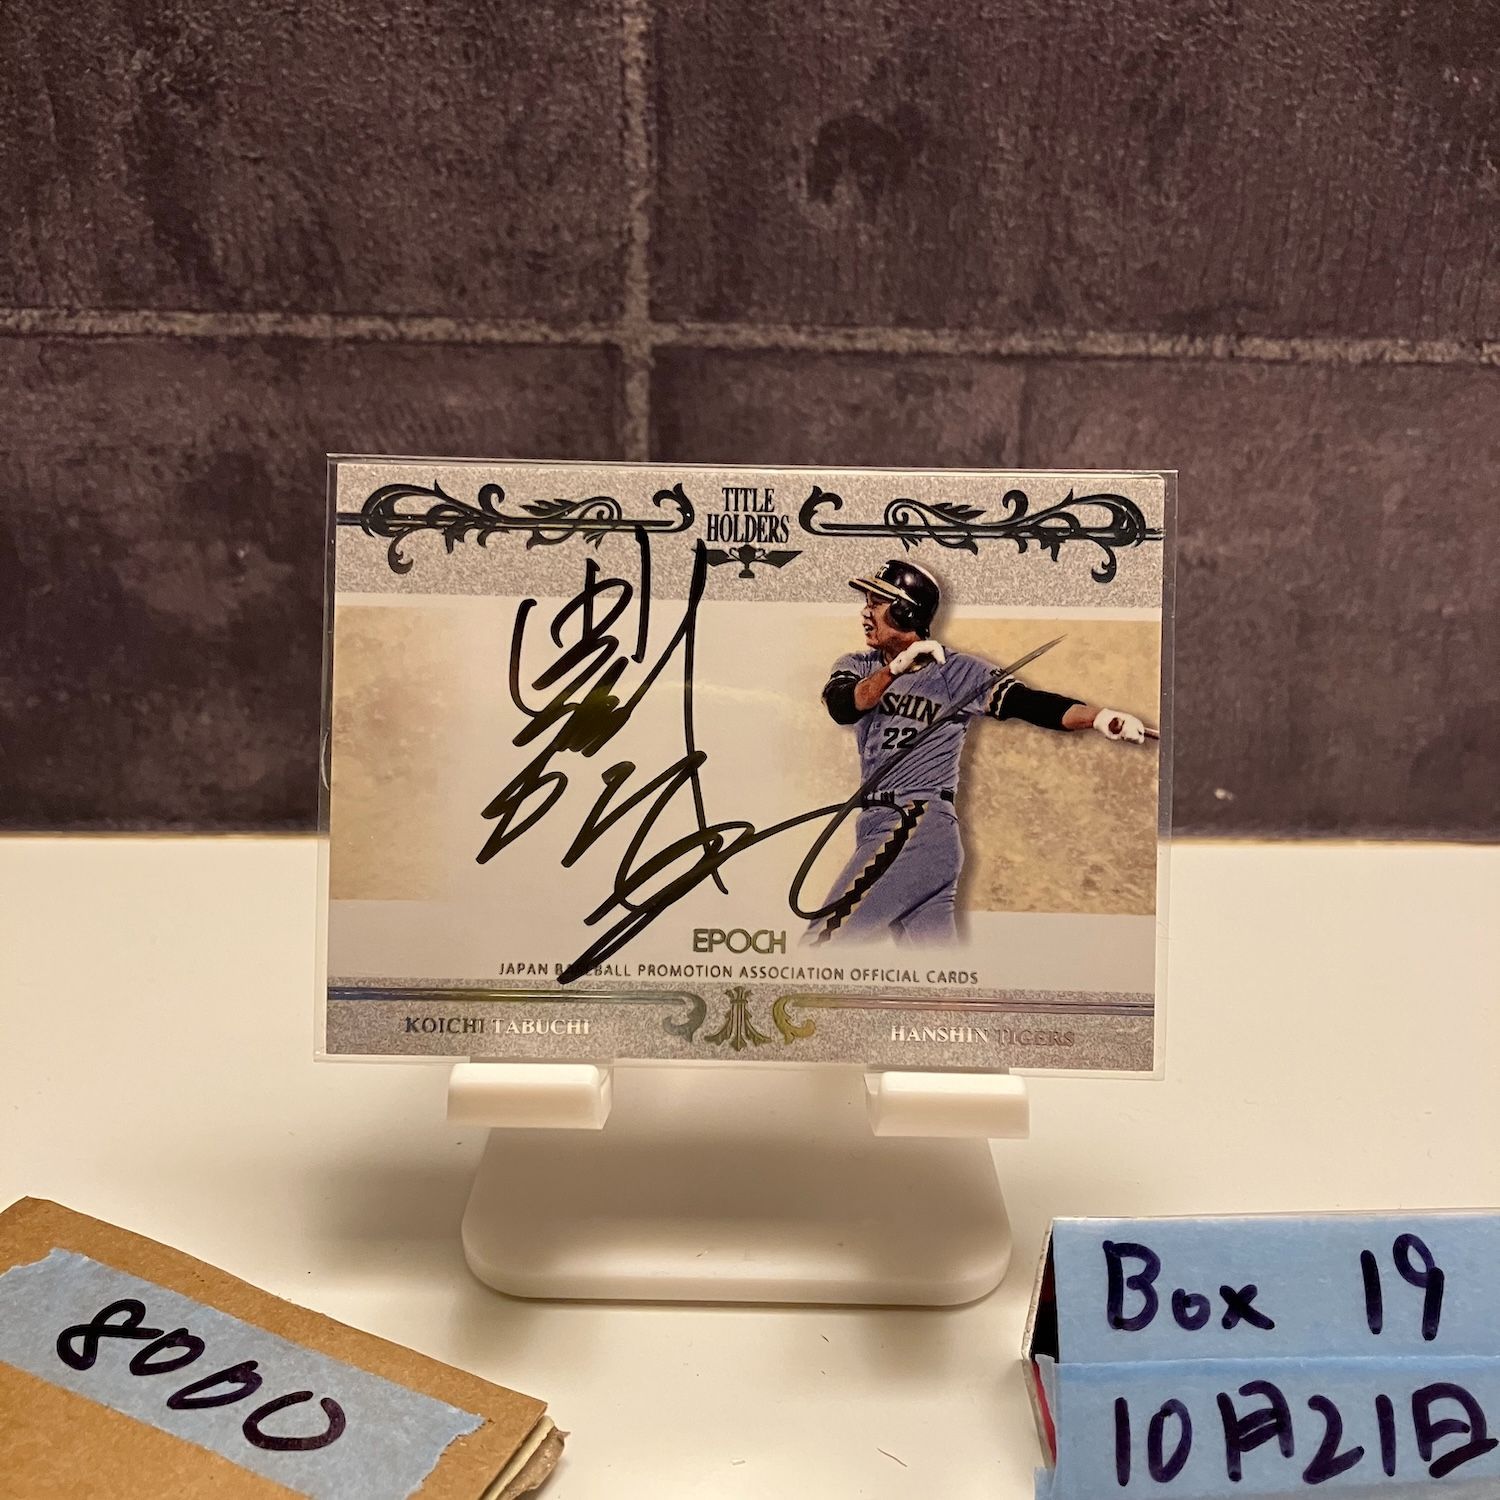 TITLE
HOLDERS
SHIN
22
EPOCH
JAPAN BASEBALL PROMOTION ASSOCIATION OFFICIAL CARDS
KOICHI TABUCHI
HANSHIN TIGERS
8000
Box 19
10月21日